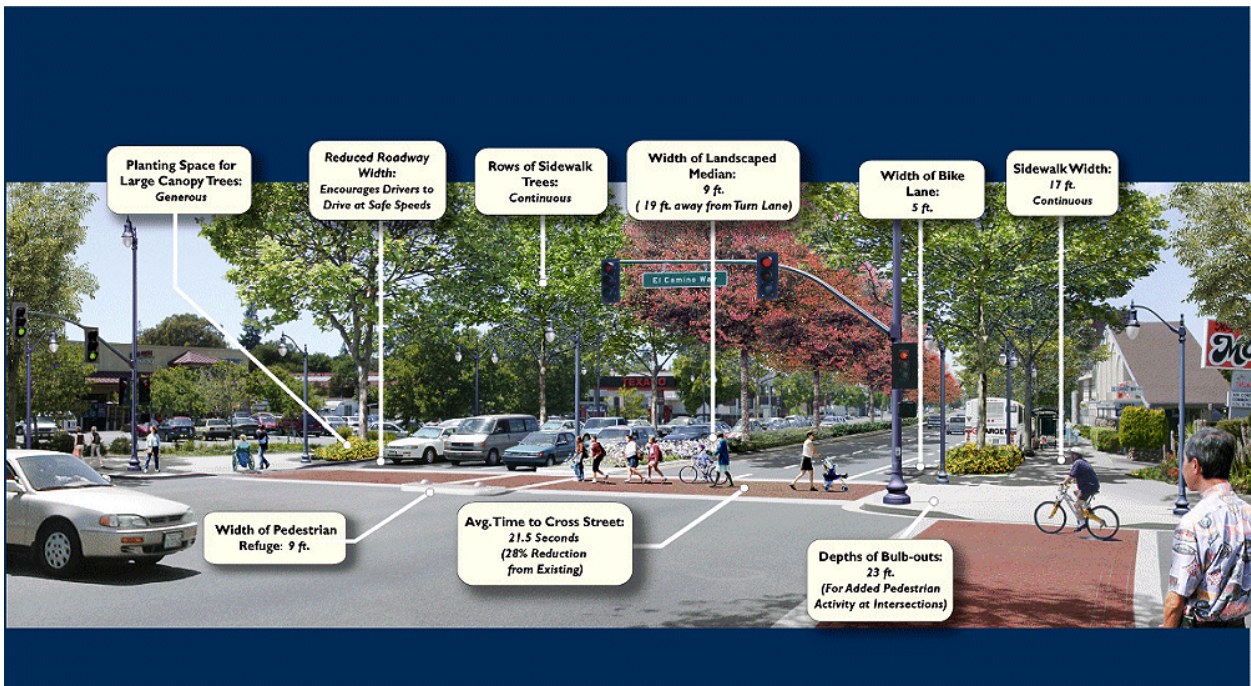 Planting Space for
Large Canopy Trees:
Generous
Reduced Roadway
Width:
Encourages Drivers to
Drive at Safe Speeds
Rows of Sidewalk
Trees:
Continuous
Width of Landscaped
Median:
9 ft.
( 19 ft. away from Turn Lane)
Width of Bike
Lane:
5 ft.
Sidewalk Width:
17 ft.
Continuous
El Camino Way
TEXACO
Width of Pedestrian
Refuge: 9 ft.
Avg. Time to Cross Street:
21.5 Seconds
(28% Reduction
from Existing)
Depths of Bulb-outs:
23 ft.
(For Added Pedestrian
Activity at Intersections)